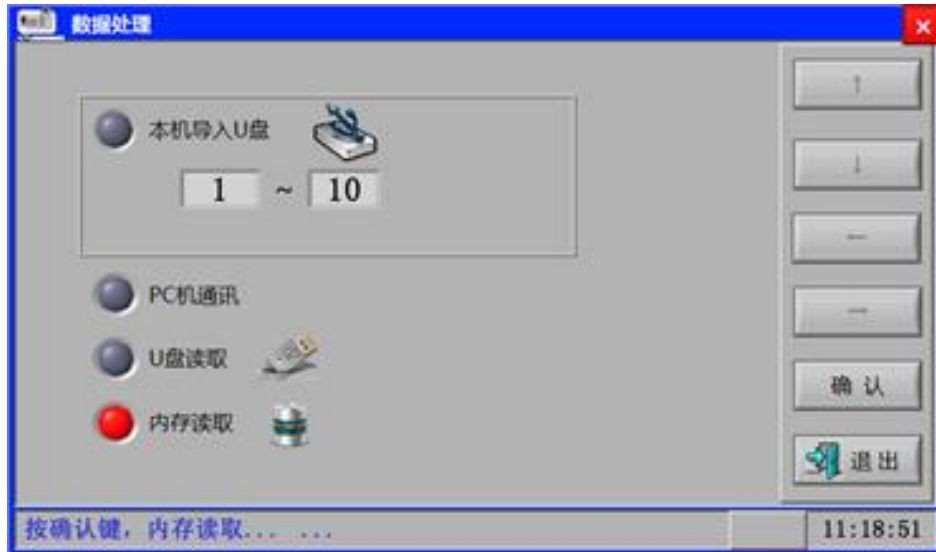 数据处理
本机导入U盘
1 ~ 10
PC机通讯
U盘读取
内存读取
↑
↓
←
→
确认
退出
按确认键，内存读取... ...
11:18:51